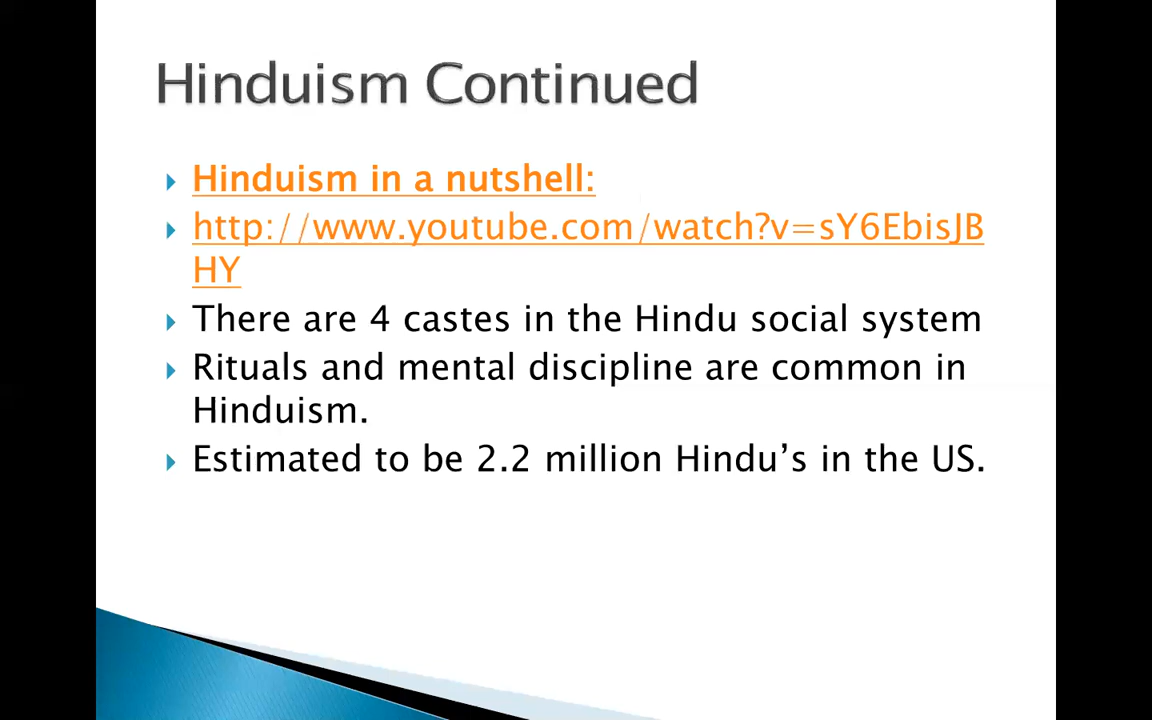 Hinduism Continued
Hinduism in a nutshell:
http://www.youtube.com/watch?v=sY6EbisJB
HY
There are 4 castes in the Hindu social system
Rituals and mental discipline are common in
Hinduism.
Estimated to be 2.2 million Hindu’s in the US.